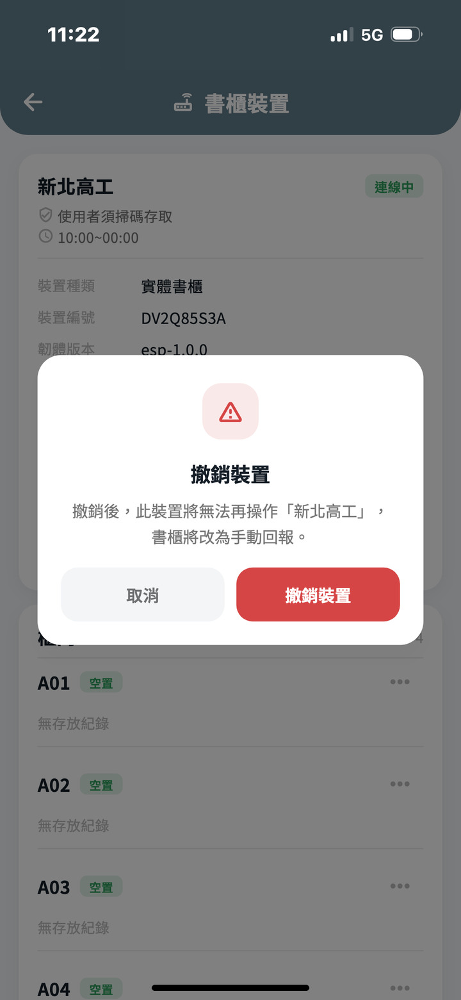 11:22
5G
書櫃裝置
新北高工
連線中
使用者須掃碼存取
10:00~00:00
裝置種類
實體書櫃
裝置編號
DV2Q85S3A
韌體版本
esp-1.0.0
撤銷裝置
撤銷後，此裝置將無法再操作「新北高工」，
書櫃將改為手動回報。
取消
撤銷裝置
4
A01
空置
無存放紀錄
A02
空置
無存放紀錄
A03
空置
無存放紀錄
A04
空置